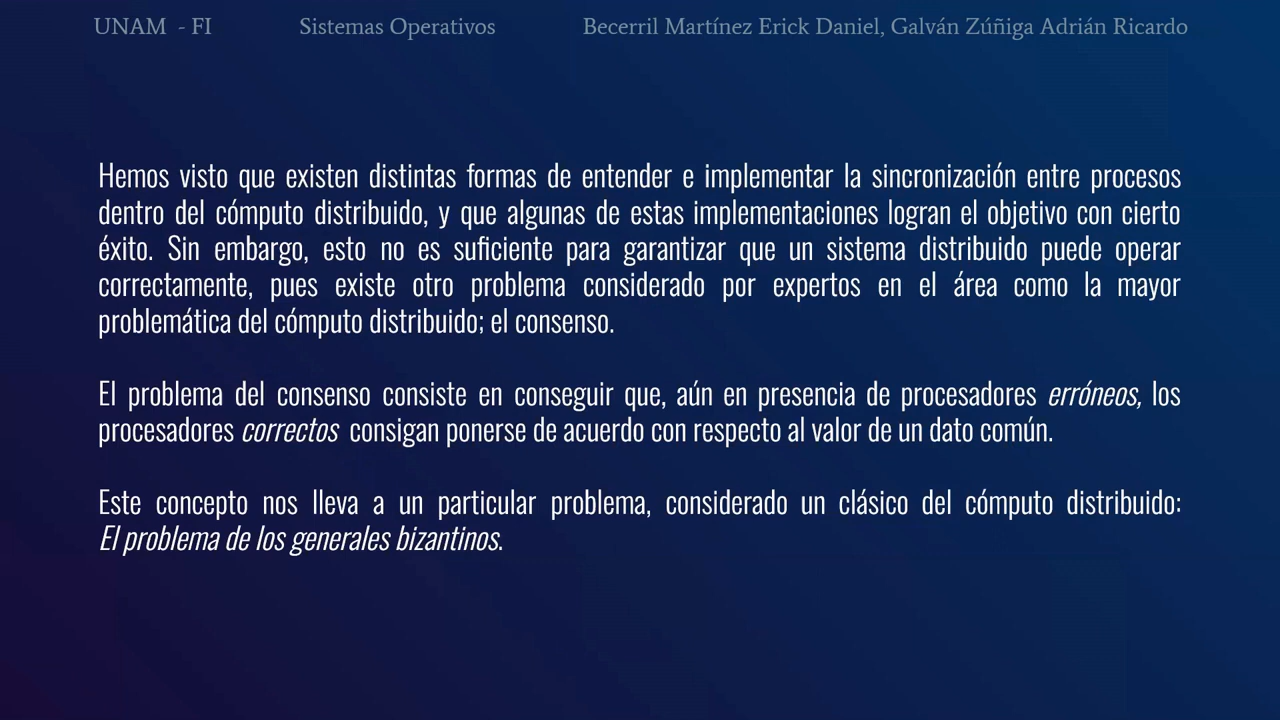 UNAM - FI Sistemas Operativos Becerril Martínez Erick Daniel, Galván Zúñiga Adrián Ricardo
Hemos visto que existen distintas formas de entender e implementar la sincronización entre procesos
dentro del cómputo distribuido, y que algunas de estas implementaciones logran el objetivo con cierto
éxito. Sin embargo, esto no es suficiente para garantizar que un sistema distribuido puede operar
correctamente, pues existe otro problema considerado por expertos en el área como la mayor
problemática del cómputo distribuido; el consenso.
El problema del consenso consiste en conseguir que, aún en presencia de procesadores erróneos, los
procesadores correctos consigan ponerse de acuerdo con respecto al valor de un dato común.
Este concepto nos lleva a un particular problema, considerado un clásico del cómputo distribuido:
El problema de los generales bizantinos.